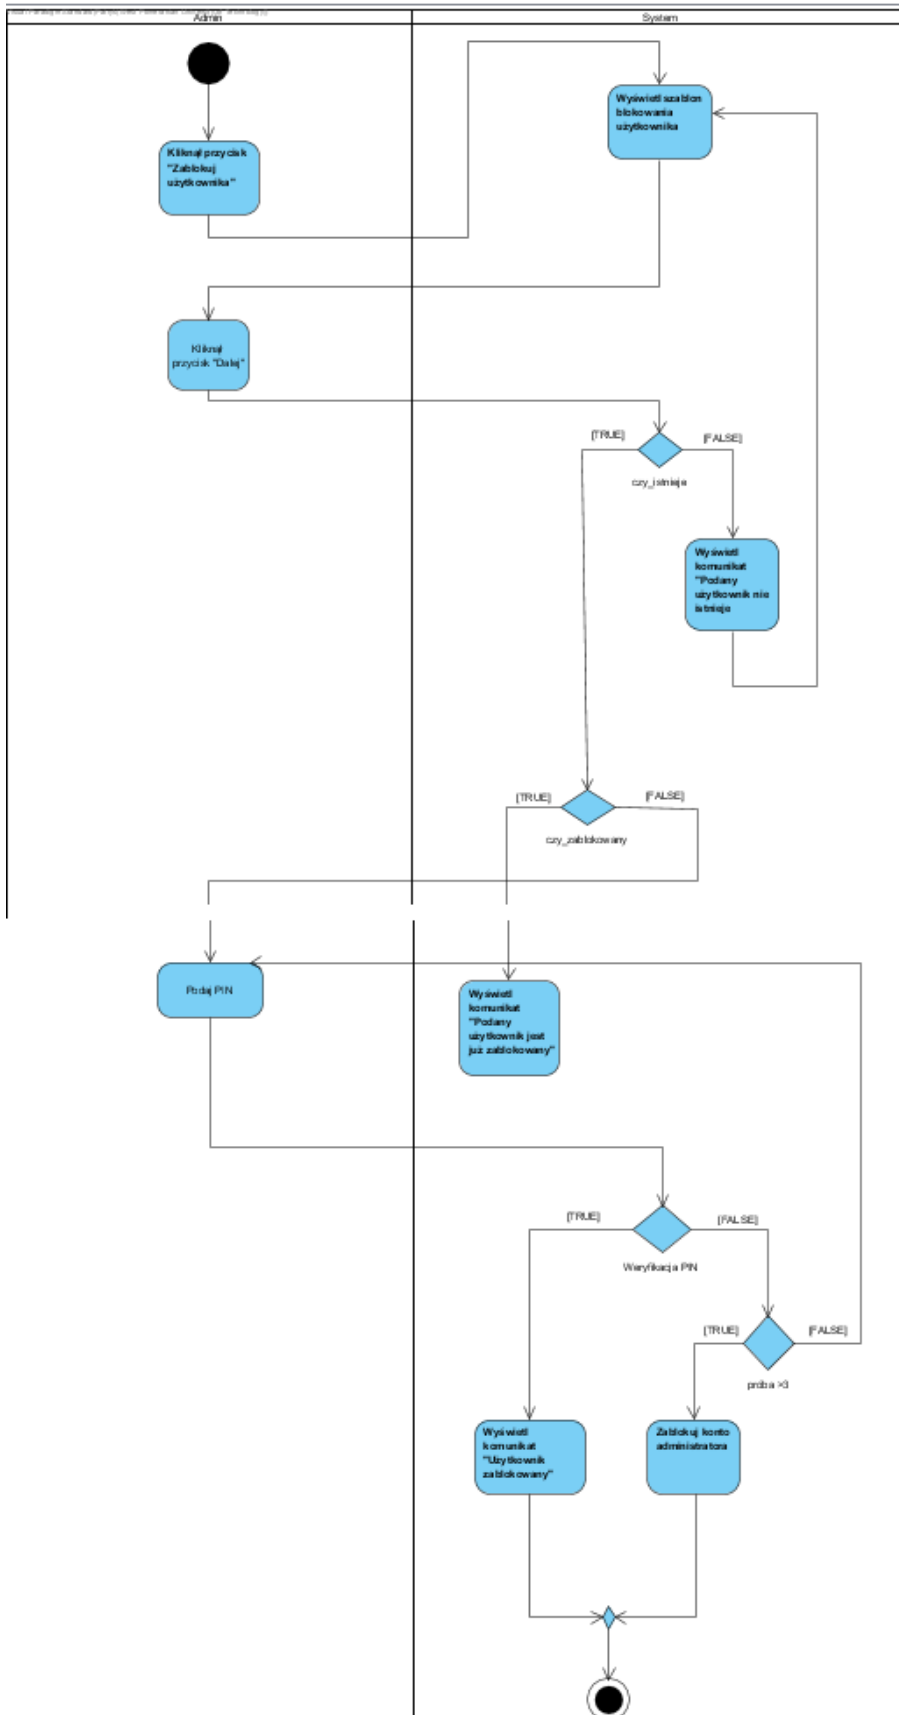 Admin
System
Wyświetl szablon
blokowania
użytkownika
Kliknął przycisk
"Zablokuj
użytkownika"
Kliknął
przycisk "Dalej"
[TRUE]
[FALSE]
czy_istnieje
Wyświetl
komunikat
"Podany
użytkownik nie
istnieje
[TRUE]
[FALSE]
czy_zablokowany
Podaj PIN
Wyświetl
komunikat
"Podany
użytkownik jest
już zablokowany"
[TRUE]
[FALSE]
Weryfikacja PIN
[TRUE]
[FALSE]
próba >3
Wyświetl
komunikat
"Użytkownik
zablokowany"
Zablokuj konto
administratora